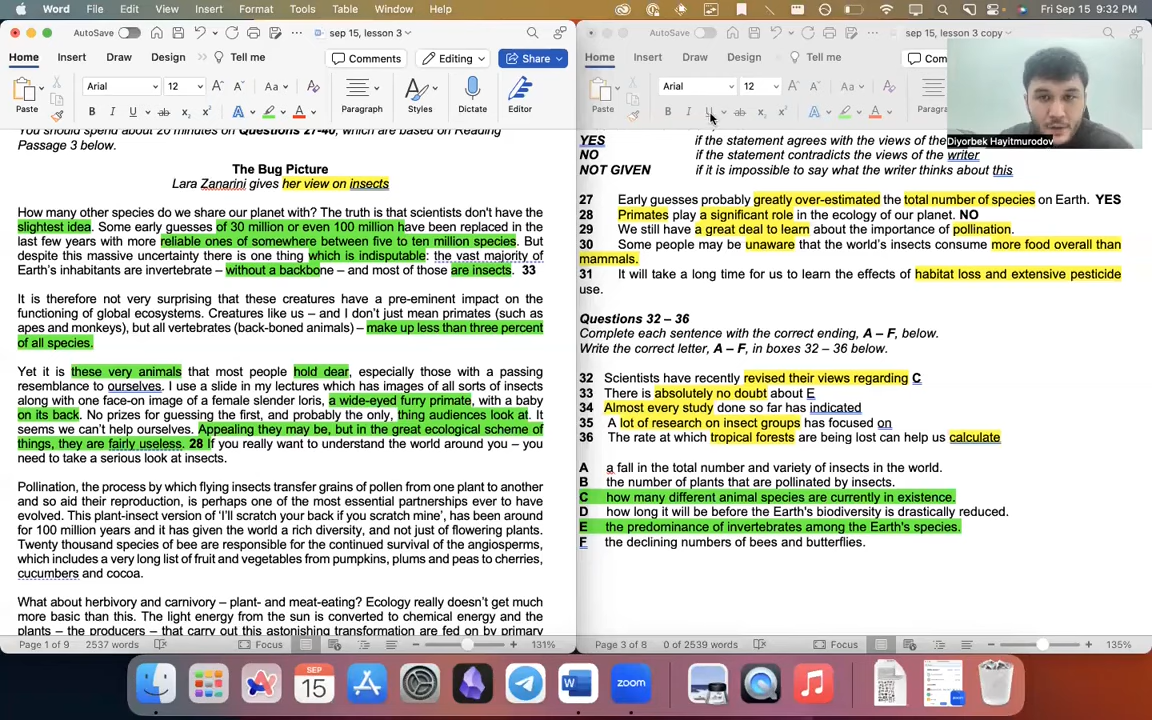 Word File Edit View Insert Format Tools Table Window Help Fri Sep 15 9:32 PM
AutoSave sep 15, lesson 3
Home Insert Draw Design Tell me Comments Editing Share
Arial 12 Aa
Paste Paragraph Styles Dictate Editor
You should spend about 20 minutes on Questions 27-40, which are based on Reading
Passage 3 below.
The Bug Picture
Lara Zanarini gives her view on insects
How many other species do we share our planet with? The truth is that scientists don't have the
slightest idea. Some early guesses of 30 million or even 100 million have been replaced in the
last few years with more reliable ones of somewhere between five to ten million species. But
despite this massive uncertainty there is one thing which is indisputable: the vast majority of
Earth's inhabitants are invertebrate – without a backbone – and most of those are insects. 33
It is therefore not very surprising that these creatures have a pre-eminent impact on the
functioning of global ecosystems. Creatures like us – and I don't just mean primates (such as
apes and monkeys), but all vertebrates (back-boned animals) – make up less than three percent
of all species.
Yet it is these very animals that most people hold dear, especially those with a passing
resemblance to ourselves. I use a slide in my lectures which has images of all sorts of insects
along with one face-on image of a female slender loris, a wide-eyed furry primate, with a baby
on its back. No prizes for guessing the first, and probably the only, thing audiences look at. It
seems we can't help ourselves. Appealing they may be, but in the great ecological scheme of
things, they are fairly useless. 28 If you really want to understand the world around you – you
need to take a serious look at insects.
Pollination, the process by which flying insects transfer grains of pollen from one plant to another
and so aid their reproduction, is perhaps one of the most essential partnerships ever to have
evolved. This plant-insect version of 'I'll scratch your back if you scratch mine', has been around
for 100 million years and it has given the world a rich diversity, and not just of flowering plants.
Twenty thousand species of bee are responsible for the continued survival of the angiosperms,
which includes a very long list of fruit and vegetables from pumpkins, plums and peas to cherries,
cucumbers and cocoa.
What about herbivory and carnivory – plant- and meat-eating? Ecology really doesn't get much
more basic than this. The light energy from the sun is converted to chemical energy and the
plants – the producers – that carry out this astonishing transformation are fed on by primary
Page 1 of 9 2537 words Focus 131%
AutoSave sep 15, lesson 3 copy
Home Insert Draw Design Tell me Com
Arial 12 Aa
Paste Paragra
Diyorbek Hayitmurodov
YES if the statement agrees with the views of the writer
NO if the statement contradicts the views of the writer
NOT GIVEN if it is impossible to say what the writer thinks about this
27 Early guesses probably greatly over-estimated the total number of species on Earth. YES
28 Primates play a significant role in the ecology of our planet. NO
29 We still have a great deal to learn about the importance of pollination.
30 Some people may be unaware that the world's insects consume more food overall than
mammals.
31 It will take a long time for us to learn the effects of habitat loss and extensive pesticide
use.
Questions 32 – 36
Complete each sentence with the correct ending, A – F, below.
Write the correct letter, A – F, in boxes 32 – 36 below.
32 Scientists have recently revised their views regarding C
33 There is absolutely no doubt about E
34 Almost every study done so far has indicated
35 A lot of research on insect groups has focused on
36 The rate at which tropical forests are being lost can help us calculate
A a fall in the total number and variety of insects in the world.
B the number of plants that are pollinated by insects.
C how many different animal species are currently in existence.
D how long it will be before the Earth's biodiversity is drastically reduced.
E the predominance of invertebrates among the Earth's species.
F the declining numbers of bees and butterflies.
Page 3 of 8 0 of 2539 words Focus 135%
SEP
15
zoom